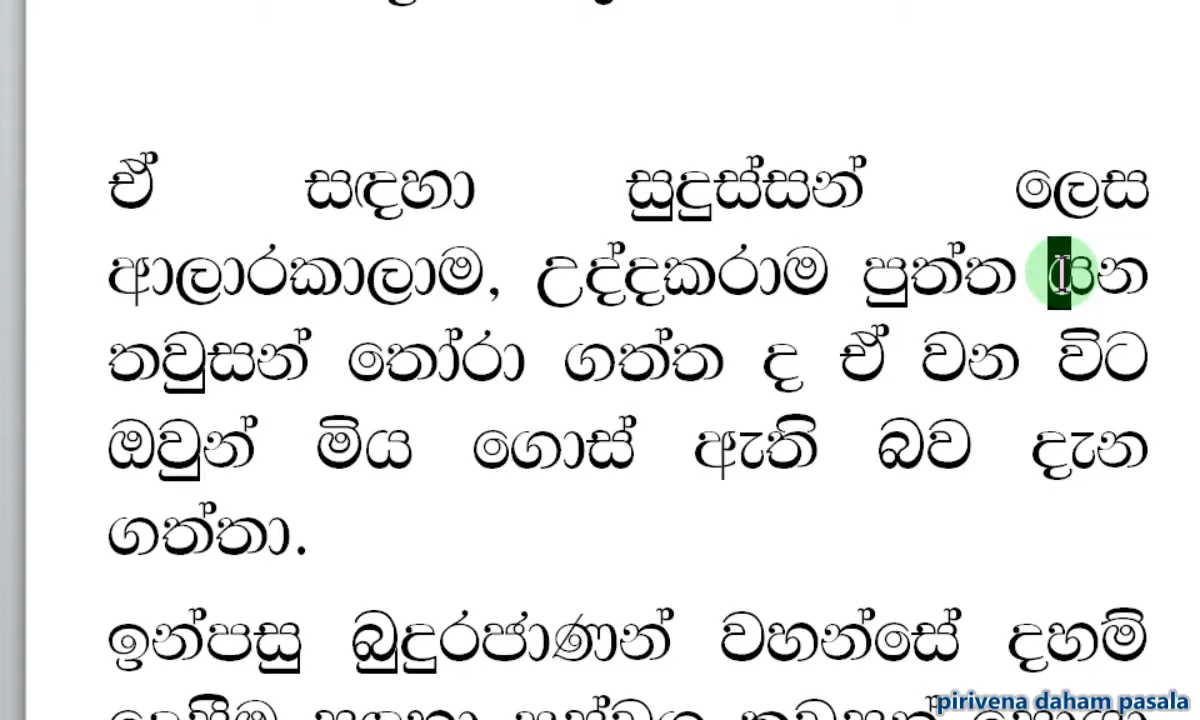 ඒ සඳහා සුදුස්සන් ලෙස
ආලාරකාලාම, උද්දකරාම පුත්ත යන
තවුසන් තෝරා ගත්ත ද ඒ වන විට
ඔවුන් මිය ගොස් ඇති බව දැන
ගත්තා.
ඉන්පසු බුදුරජාණන් වහන්සේ දහම්
pirivena daham pasala